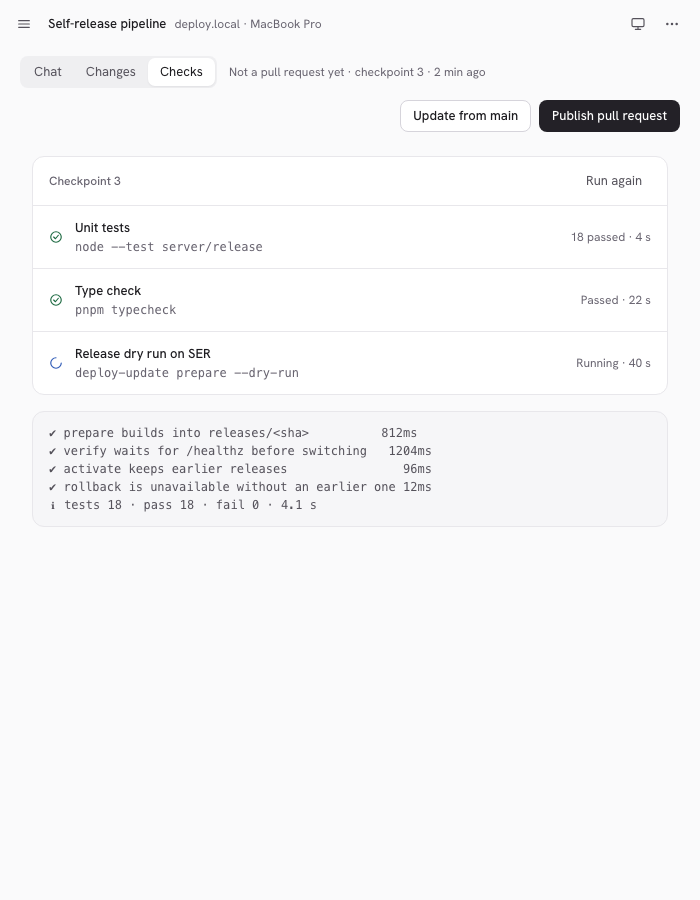 Self-release pipeline deploy.local · MacBook Pro
Chat Changes Checks Not a pull request yet · checkpoint 3 · 2 min ago
Update from main Publish pull request
Checkpoint 3 Run again
Unit tests
node --test server/release 18 passed · 4 s
Type check
pnpm typecheck Passed · 22 s
Release dry run on SER
deploy-update prepare --dry-run Running · 40 s
✔ prepare builds into releases/<sha> 812ms
✔ verify waits for /healthz before switching 1204ms
✔ activate keeps earlier releases 96ms
✔ rollback is unavailable without an earlier one 12ms
ℹ tests 18 · pass 18 · fail 0 · 4.1 s